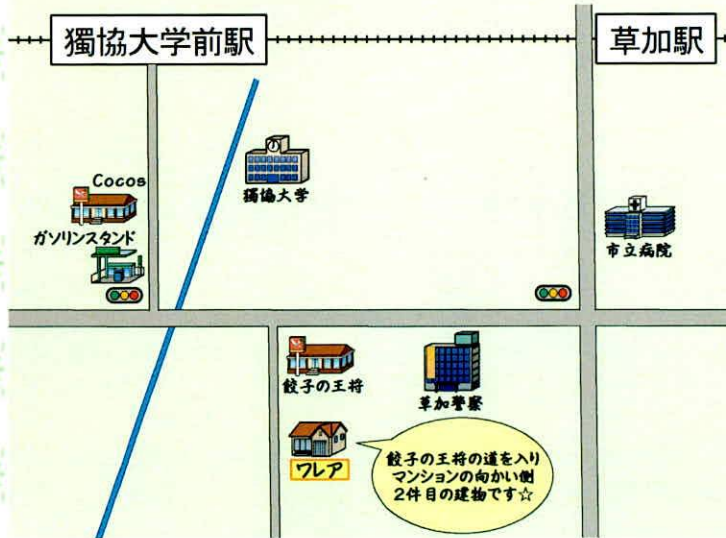 獨協大学前駅
草加駅
獨協大学
Cocos
ガソリンスタンド
市立病院
餃子の王将
草加警察
ワレア
餃子の王将の道を入り
マンションの向かい側
2件目の建物です☆